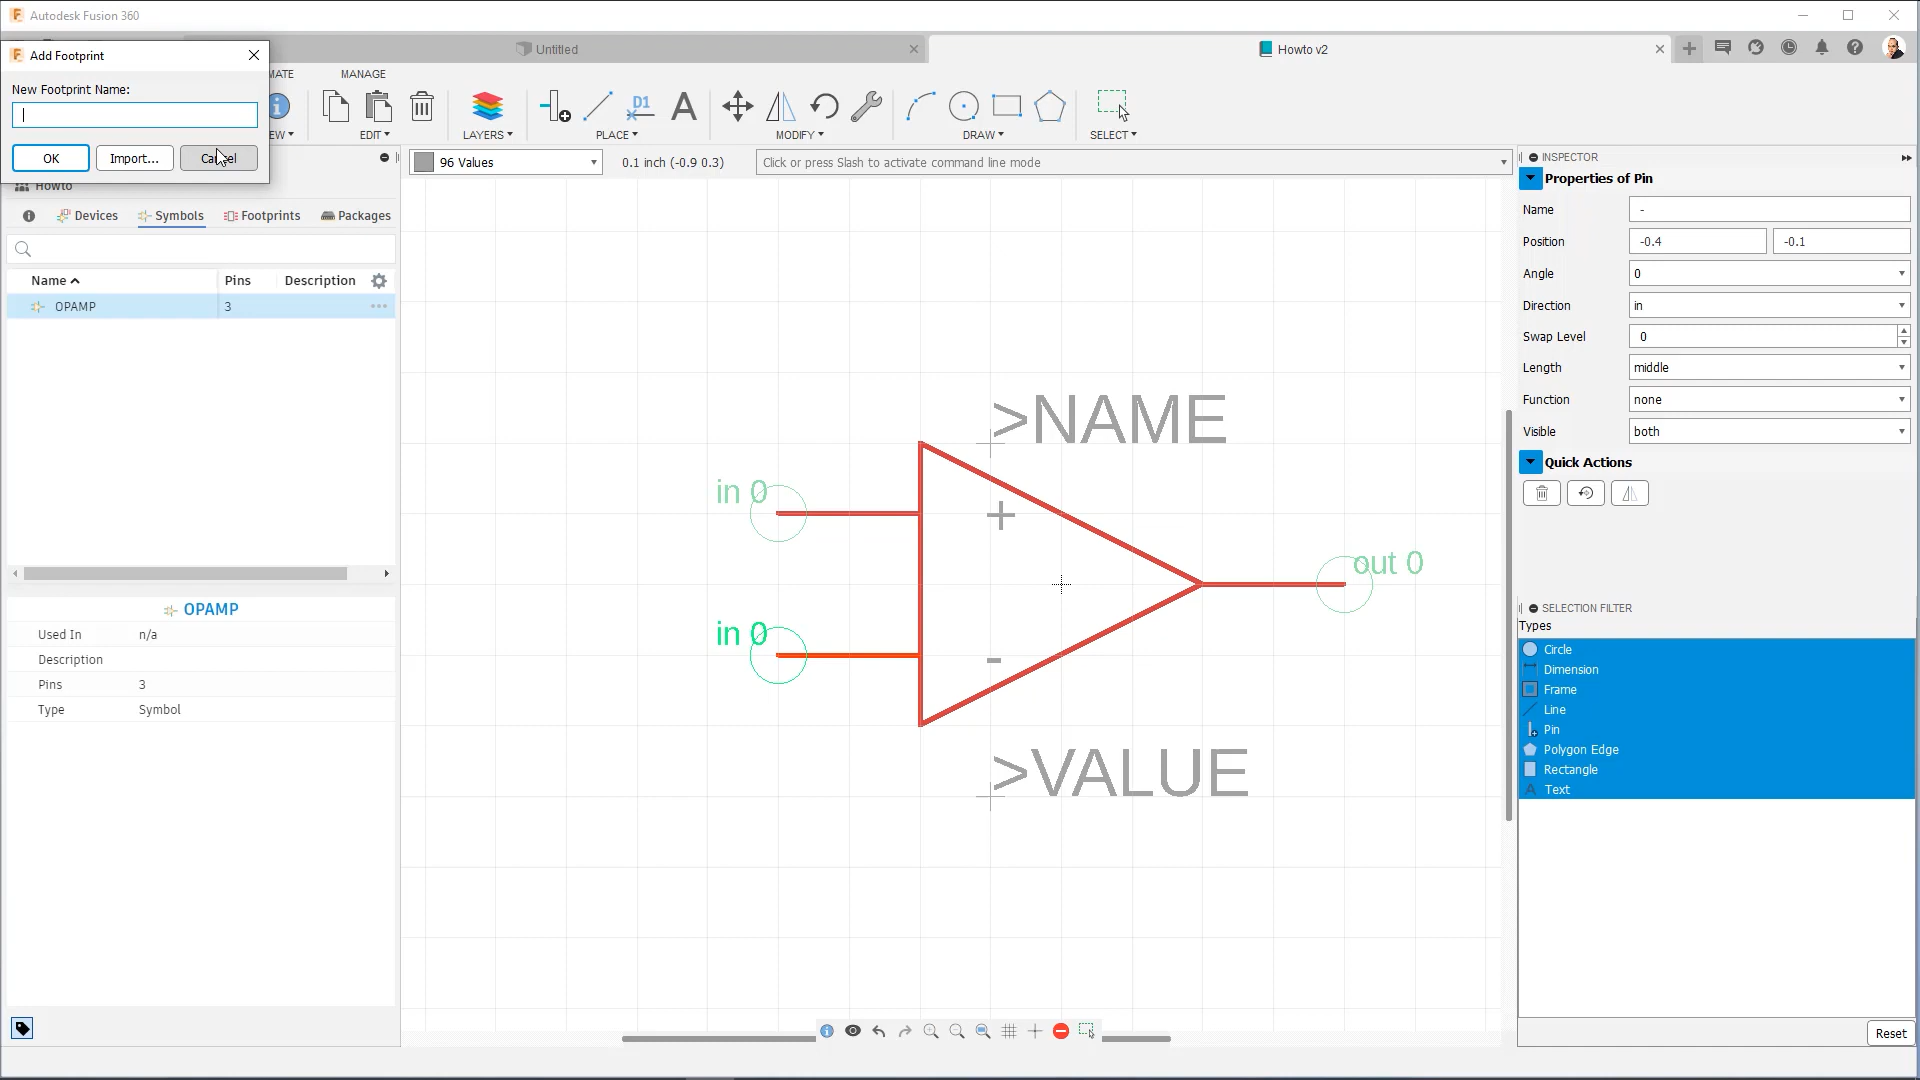 Autodesk Fusion 360
Untitled
Howto v2
Add Footprint
New Footprint Name:
OK
Import...
MATE
MANAGE
EW
EDIT
LAYERS
D1
PLACE
MODIFY
DRAW
SELECT
96 Values
0.1 inch (-0.9 0.3)
Click or press Slash to activate command line mode
Howto
Devices
Symbols
Footprints
Packages
Name
Pins
Description
OPAMP
3
OPAMP
Used In
n/a
Description
Pins
3
Type
Symbol
>NAME
in 0
+
out 0
in 0
-
>VALUE
INSPECTOR
Properties of Pin
Name
-
Position
-0.4
-0.1
Angle
0
Direction
in
Swap Level
0
Length
middle
Function
none
Visible
both
Quick Actions
SELECTION FILTER
Types
Circle
Dimension
Frame
Line
Pin
Polygon Edge
Rectangle
Text
Reset